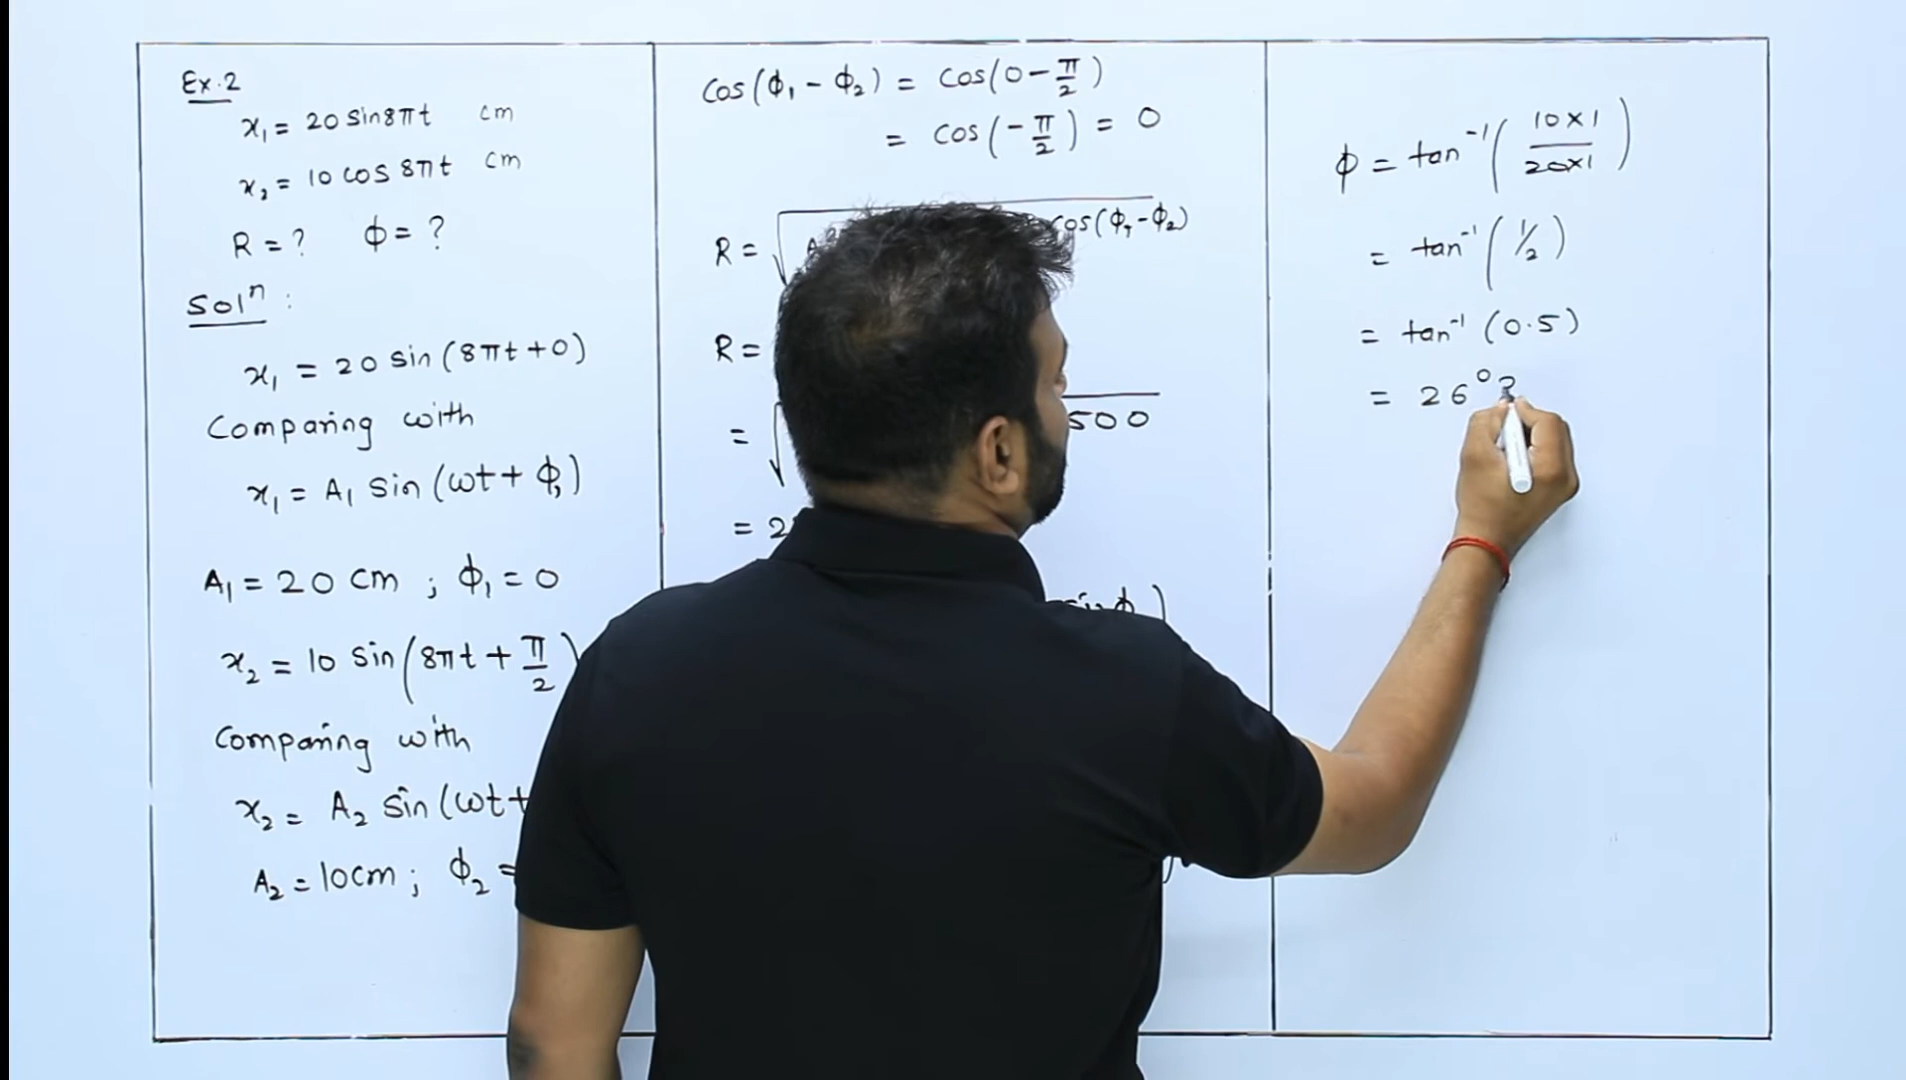 Ex.2
x₁ = 20 sin8πt cm
x₂ = 10 cos 8πt cm
R = ? ϕ = ?
Solⁿ :
x₁ = 20 sin (8πt+0)
Comparing with
x₁ = A₁ sin (ωt + ϕ₁)
A₁ = 20 cm ; ϕ₁ = 0
x₂ = 10 sin (8πt + π/2)
Comparing with
x₂ = A₂ sin (ωt+
A₂ = 10cm ; ϕ₂ =
Cos (ϕ₁ - ϕ₂) = Cos (0 - π/2)
= Cos (- π/2) = 0
R = √ cos (ϕ₁-ϕ₂)
R =
= √ 500
= 2
sin ϕ )
ϕ = tan⁻¹ ( 10×1 / 20×1 )
= tan⁻¹ ( 1/2 )
= tan⁻¹ (0.5)
= 26°